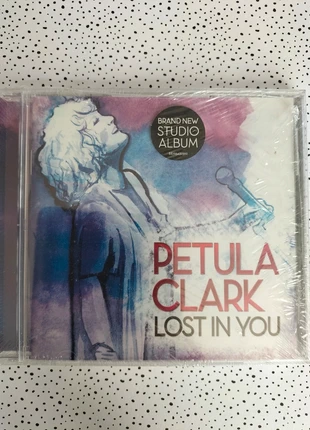 BRAND NEW
STUDIO
ALBUM
PETULA
CLARK
LOST IN YOU